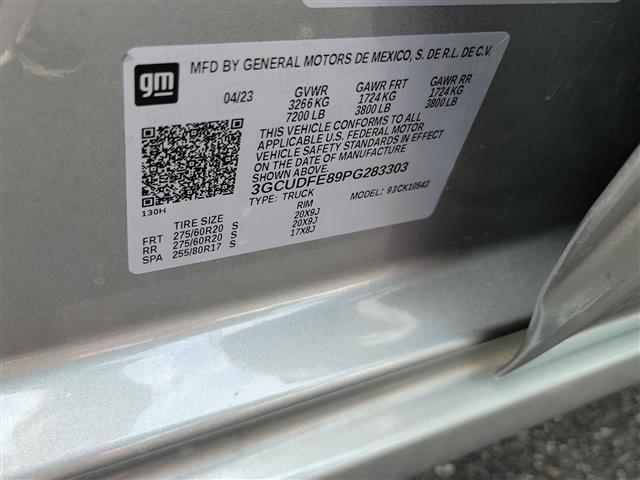 gm
MFD BY GENERAL MOTORS DE MEXICO, S. DE R.L. DE C.V.
04/23 GVWR GAWR FRT GAWR RR
3266 KG 1724 KG 1724 KG
7200 LB 3800 LB 3800 LB
THIS VEHICLE CONFORMS TO ALL
APPLICABLE U.S. FEDERAL MOTOR
VEHICLE SAFETY STANDARDS IN EFFECT
ON THE DATE OF MANUFACTURE
SHOWN ABOVE.
3GCUDFE89PG283303
TYPE: TRUCK MODEL: 93CK10543
130H
TIRE SIZE RIM
FRT 275/60R20 S 20X9J
RR 275/60R20 S 20X9J
SPA 255/80R17 S 17X8J